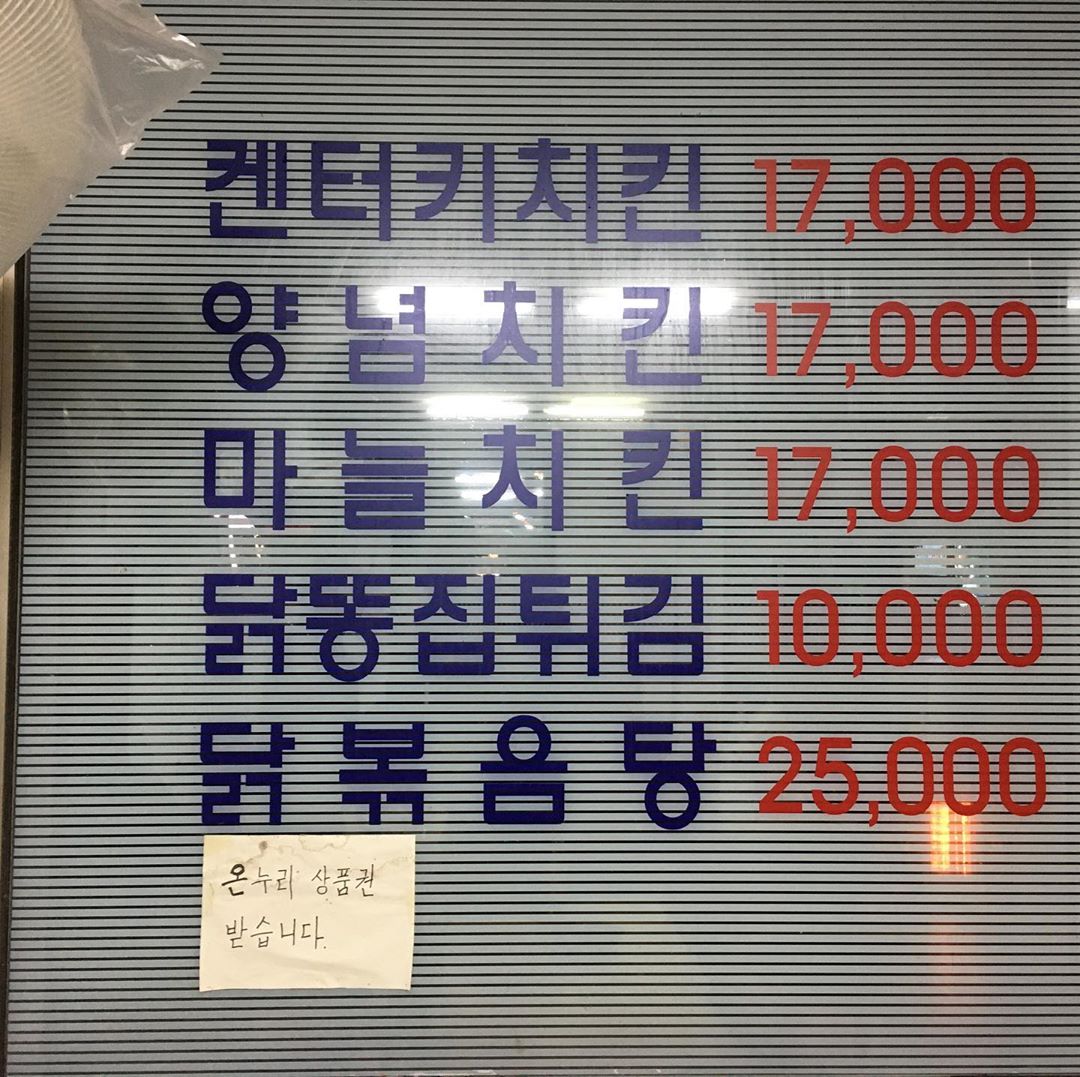 켄터키치킨 17,000
양념치킨 17,000
마늘치킨 17,000
닭똥집튀김 10,000
닭볶음탕 25,000
온누리 상품권
받습니다.